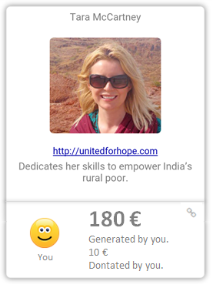 Tara McCartney
http://unitedforhope.com
Dedicates her skills to empower India's
rural poor.
180 €
Generated by you.
10 €
Dontated by you.
You